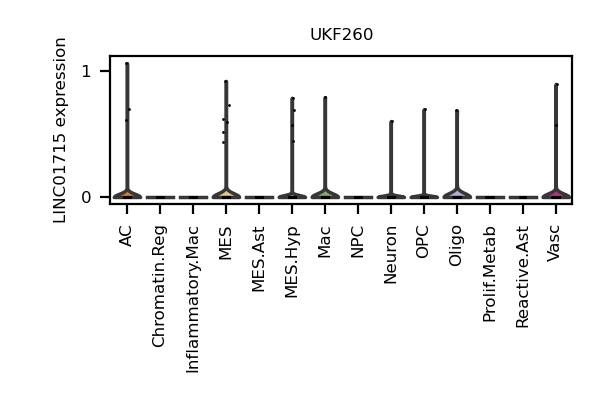 UKF260
LINC01715 expression
1
0
AC
Chromatin.Reg
Inflammatory.Mac
MES
MES.Ast
MES.Hyp
Mac
NPC
Neuron
OPC
Oligo
Prolif.Metab
Reactive.Ast
Vasc